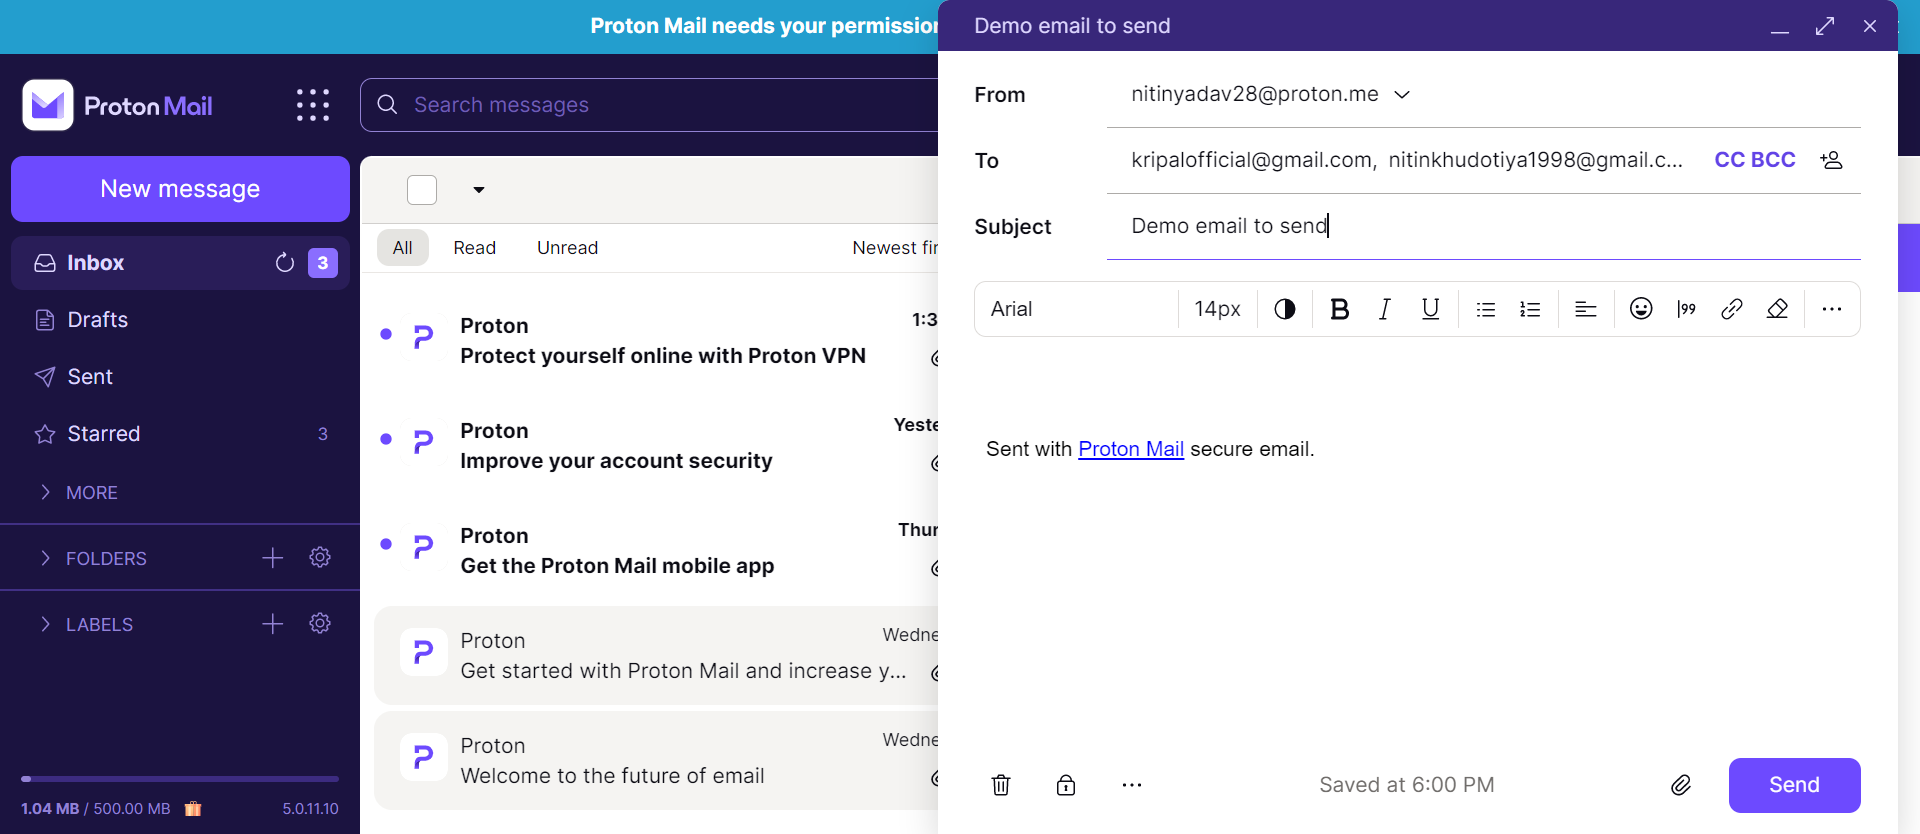 Proton Mail needs your permission
Demo email to send
Proton Mail
Search messages
From
nitinyadav28@proton.me
To
kripalofficial@gmail.com, nitinkhudotiya1998@gmail.c...
CC BCC
Subject
Demo email to send
New message
Inbox
3
Drafts
Sent
Starred
3
MORE
FOLDERS
LABELS
1.04 MB / 500.00 MB
5.0.11.10
All
Read
Unread
Newest fir
Proton
1:3
Protect yourself online with Proton VPN
Proton
Yeste
Improve your account security
Proton
Thur
Get the Proton Mail mobile app
Proton
Wedne
Get started with Proton Mail and increase y...
Proton
Wedne
Welcome to the future of email
Arial
14px
B I U
Sent with Proton Mail secure email.
Saved at 6:00 PM
Send